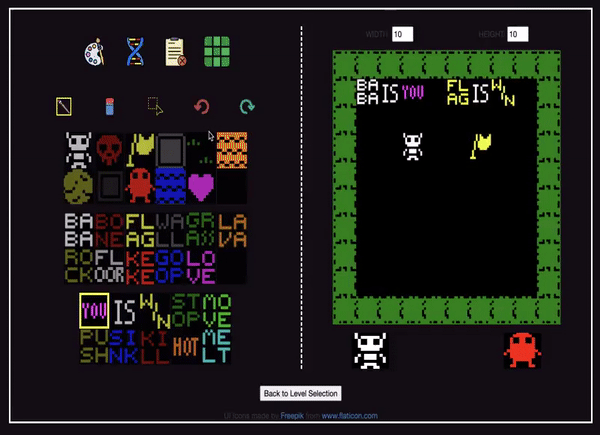 WIDTH 10 HEIGHT 10
BABA IS YOU FLAG IS WIN
BABA BONE FLAG WALL GRASS LAVA
ROCK FLOOR KEKE GOOP LOVE
YOU IS WIN STOP MOVE
PUSH SINK KILL HOT MELT
Back to Level Selection
UI Icons made by Freepik from www.flaticon.com